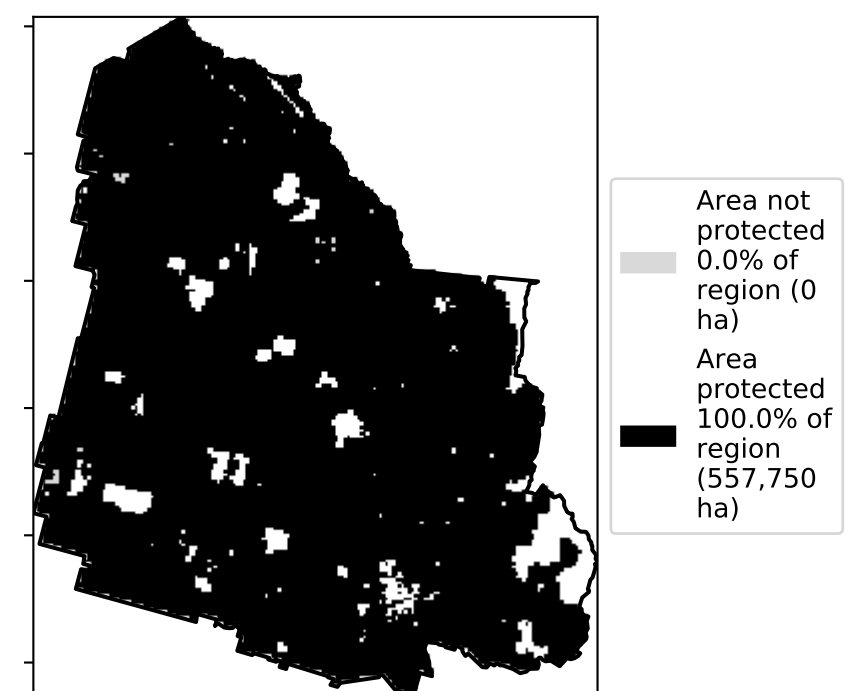 Area not
protected
0.0% of
region (0
ha)
Area
protected
100.0% of
region
(557,750
ha)